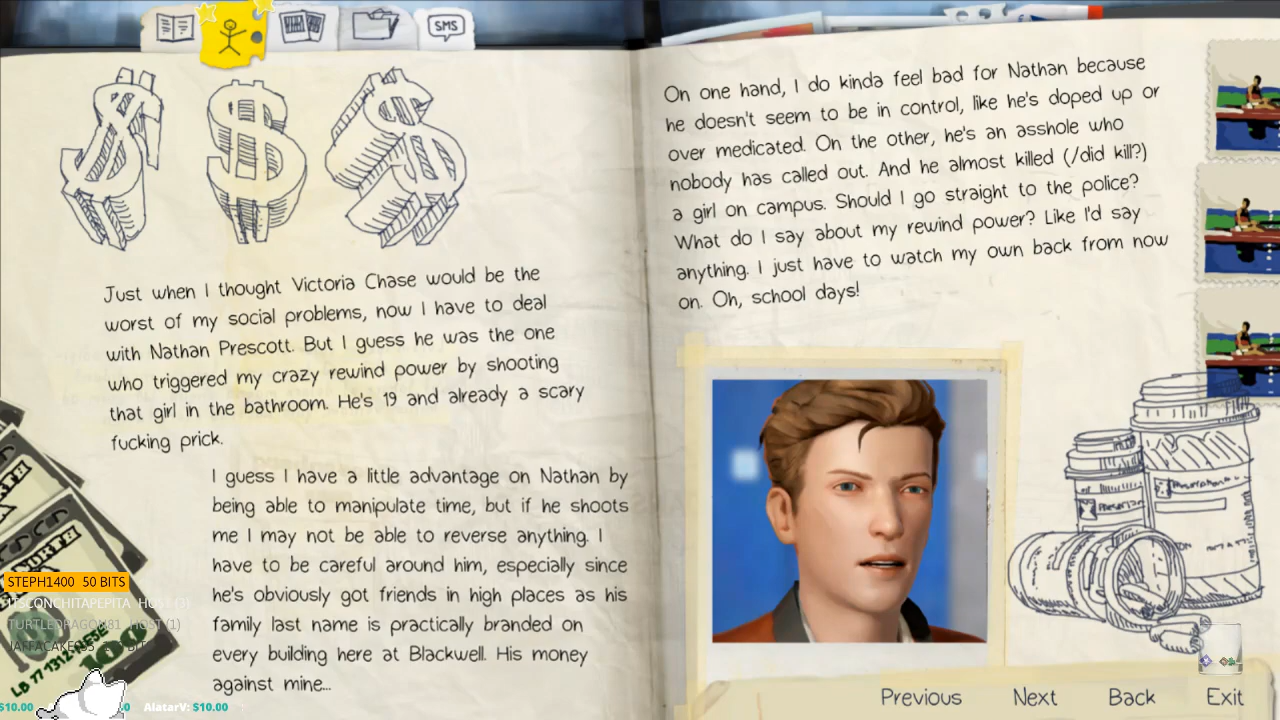 SMS
Just when I thought Victoria Chase would be the
worst of my social problems, now I have to deal
with Nathan Prescott. But I guess he was the one
who triggered my crazy rewind power by shooting
that girl in the bathroom. He's 19 and already a scary
fucking prick.
I guess I have a little advantage on Nathan by
being able to manipulate time, but if he shoots
me I may not be able to reverse anything. I
have to be careful around him, especially since
he's obviously got friends in high places as his
family last name is practically branded on
every building here at Blackwell. His money
against mine...
On one hand, I do kinda feel bad for Nathan because
he doesn't seem to be in control, like he's doped up or
over medicated. On the other, he's an asshole who
nobody has called out. And he almost killed (/did kill?)
a girl on campus. Should I go straight to the police?
What do I say about my rewind power? Like I'd say
anything. I just have to watch my own back from now
on. Oh, school days!
STEPH1400 50 BITS
ITSCONCHITAPEPITA HOST (3)
TURTLEDRAGON81 HOST (1)
$10.00
AlatarV: $10.00
Previous
Next
Back
Exit